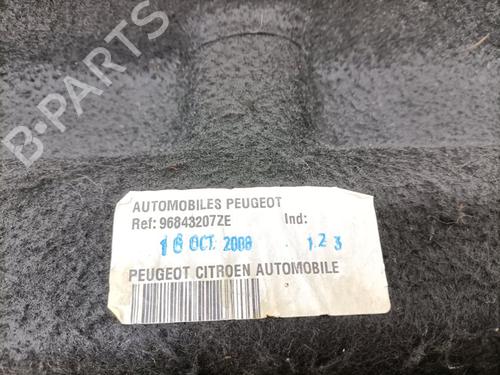 B-PARTS
AUTOMOBILES PEUGEOT
Ref: 96843207ZE Ind:
16 OCT. 2008 . 123
PEUGEOT CITROEN AUTOMOBILE